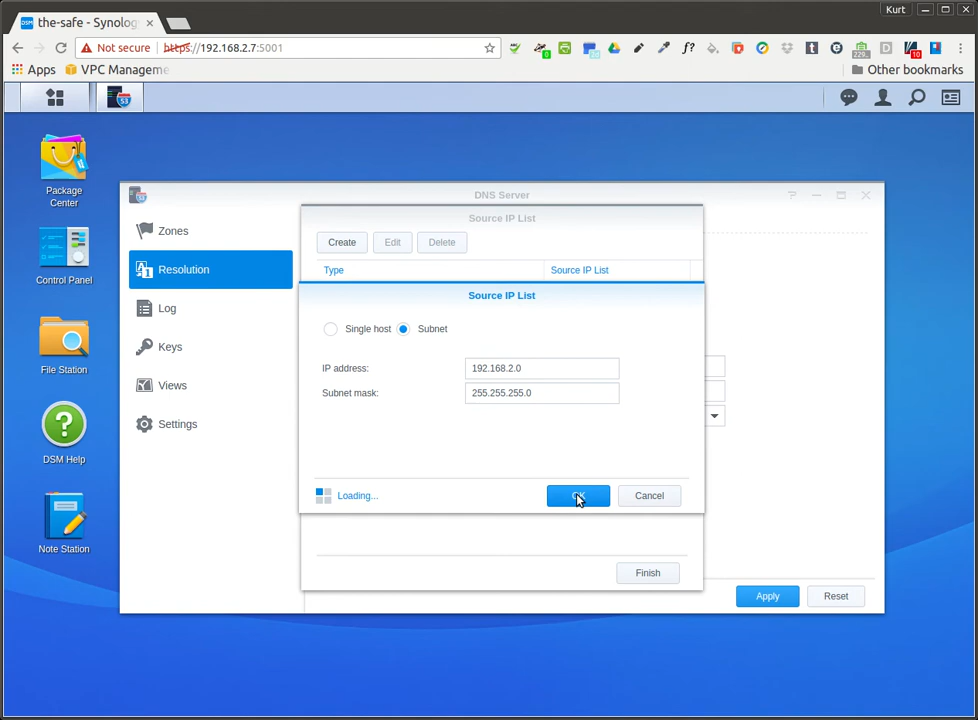 Kurt
DSM the-safe - Synology
Not secure https://192.168.2.7:5001
Apps VPC Manageme Other bookmarks
Package
Center
Control Panel
File Station
DSM Help
Note Station
DNS Server
Zones
Resolution
Log
Keys
Views
Settings
Source IP List
Create Edit Delete
Type Source IP List
Source IP List
Single host Subnet
IP address: 192.168.2.0
Subnet mask: 255.255.255.0
Loading... OK Cancel
Finish
Apply Reset